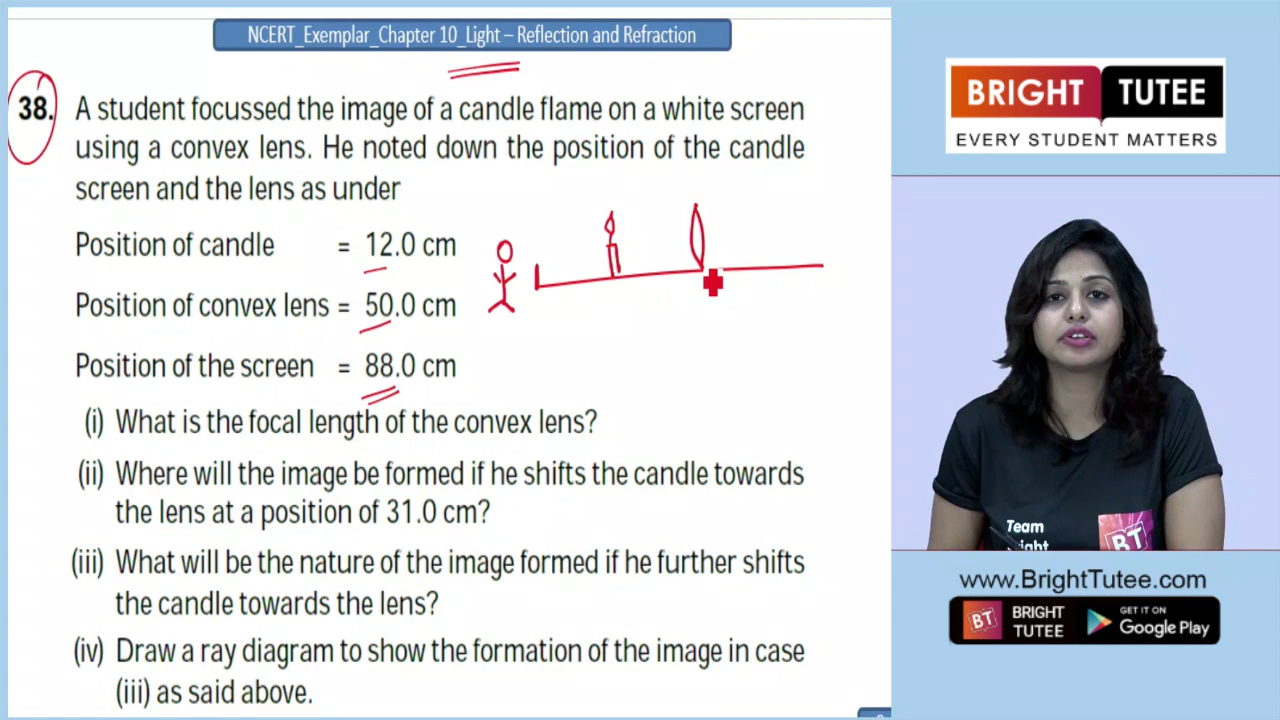 NCERT_Exemplar_Chapter 10_Light – Reflection and Refraction
38. A student focussed the image of a candle flame on a white screen
using a convex lens. He noted down the position of the candle
screen and the lens as under
Position of candle = 12.0 cm
Position of convex lens = 50.0 cm
Position of the screen = 88.0 cm
(i) What is the focal length of the convex lens?
(ii) Where will the image be formed if he shifts the candle towards
the lens at a position of 31.0 cm?
(iii) What will be the nature of the image formed if he further shifts
the candle towards the lens?
(iv) Draw a ray diagram to show the formation of the image in case
(iii) as said above.
BRIGHT TUTEE
EVERY STUDENT MATTERS
Team
BT
www.BrightTutee.com
BT BRIGHT TUTEE
GET IT ON
Google Play